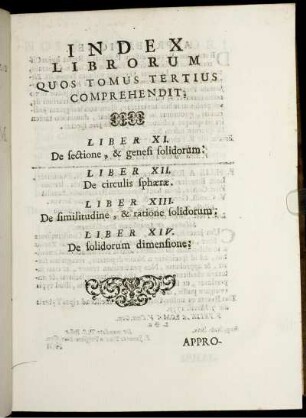 INDEX
LIBRORUM
QUOS TOMUS TERTIUS
COMPREHENDIT;
LIBER XI.
De sectione, & genesi solidorum:
LIBER XII.
De circulis sphæræ.
LIBER XIII.
De similitudine, & ratione solidorum;
LIBER XIV.
De solidorum dimensione:
APPRO-